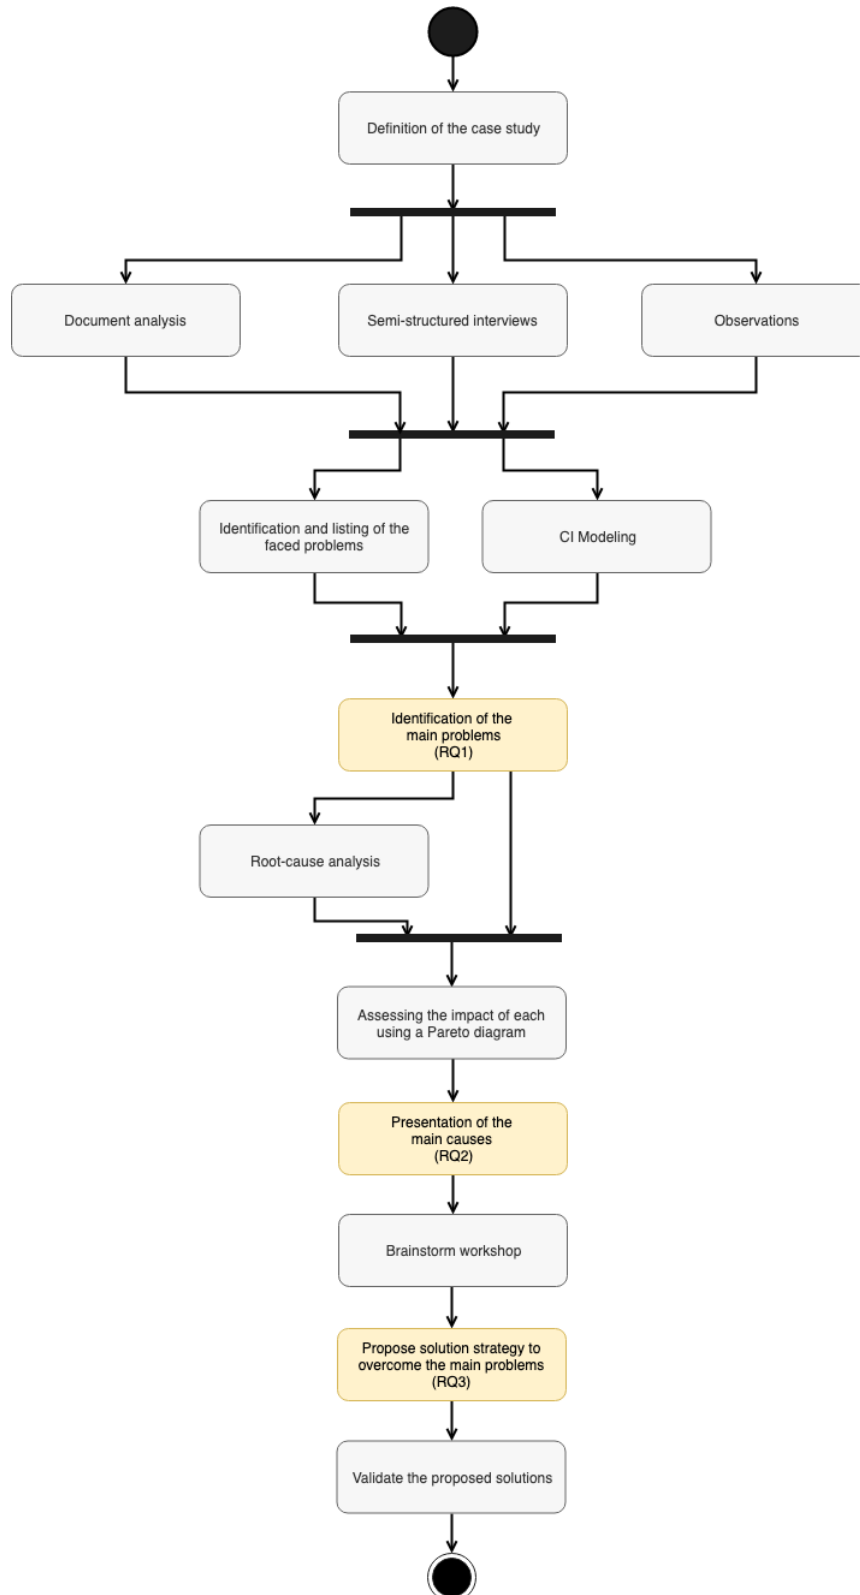 Definition of the case study
Document analysis
Semi-structured interviews
Observations
Identification and listing of the
faced problems
CI Modeling
Identification of the
main problems
(RQ1)
Root-cause analysis
Assessing the impact of each
using a Pareto diagram
Presentation of the
main causes
(RQ2)
Brainstorm workshop
Propose solution strategy to
overcome the main problems
(RQ3)
Validate the proposed solutions